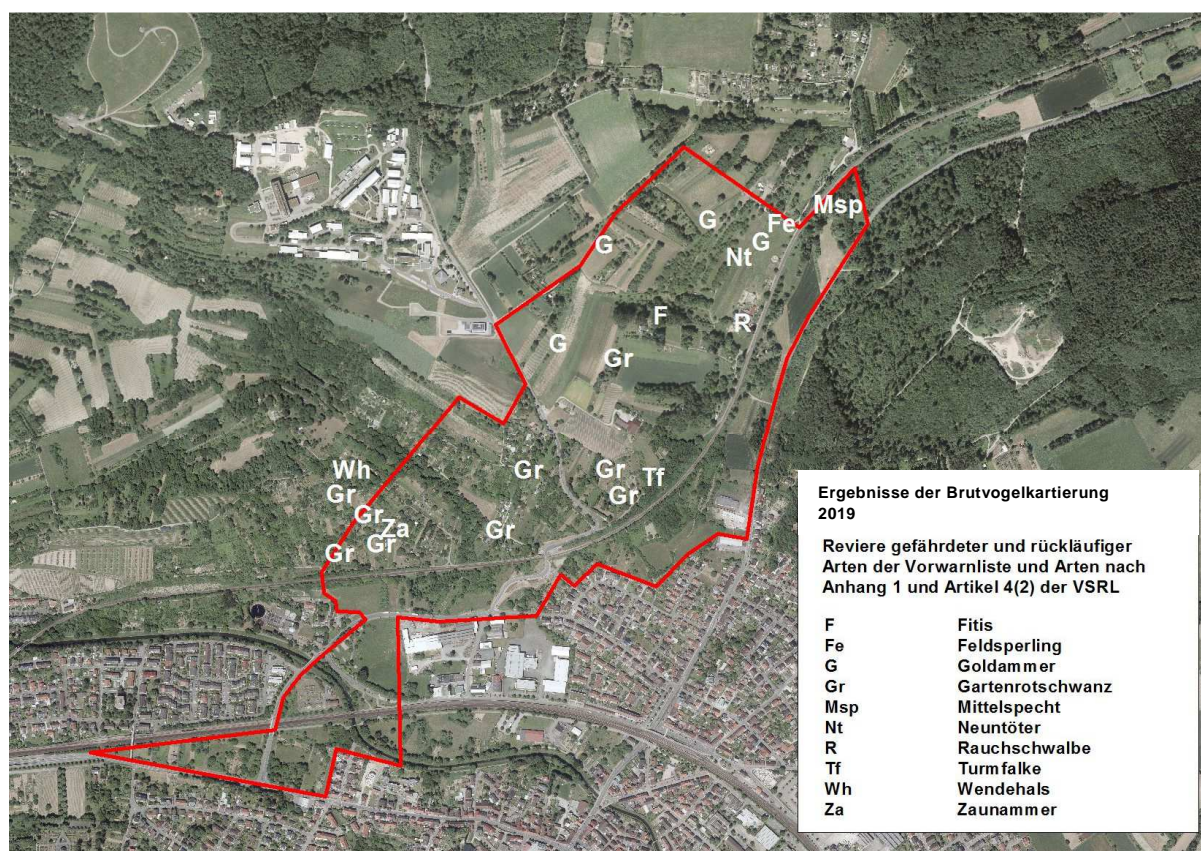 Msp
G
Fe
G
G
Nt
F
R
G
Gr
Wh
Gr
Gr
Tf
Gr
Gr
Gr
Za
Gr
Gr
Gr
Ergebnisse der Brutvogelkartierung
2019
Reviere gefährdeter und rückläufiger
Arten der Vorwarnliste und Arten nach
Anhang 1 und Artikel 4(2) der VSRL
F Fitis
Fe Feldsperling
G Goldammer
Gr Gartenrotschwanz
Msp Mittelspecht
Nt Neuntöter
R Rauchschwalbe
Tf Turmfalke
Wh Wendehals
Za Zaunammer